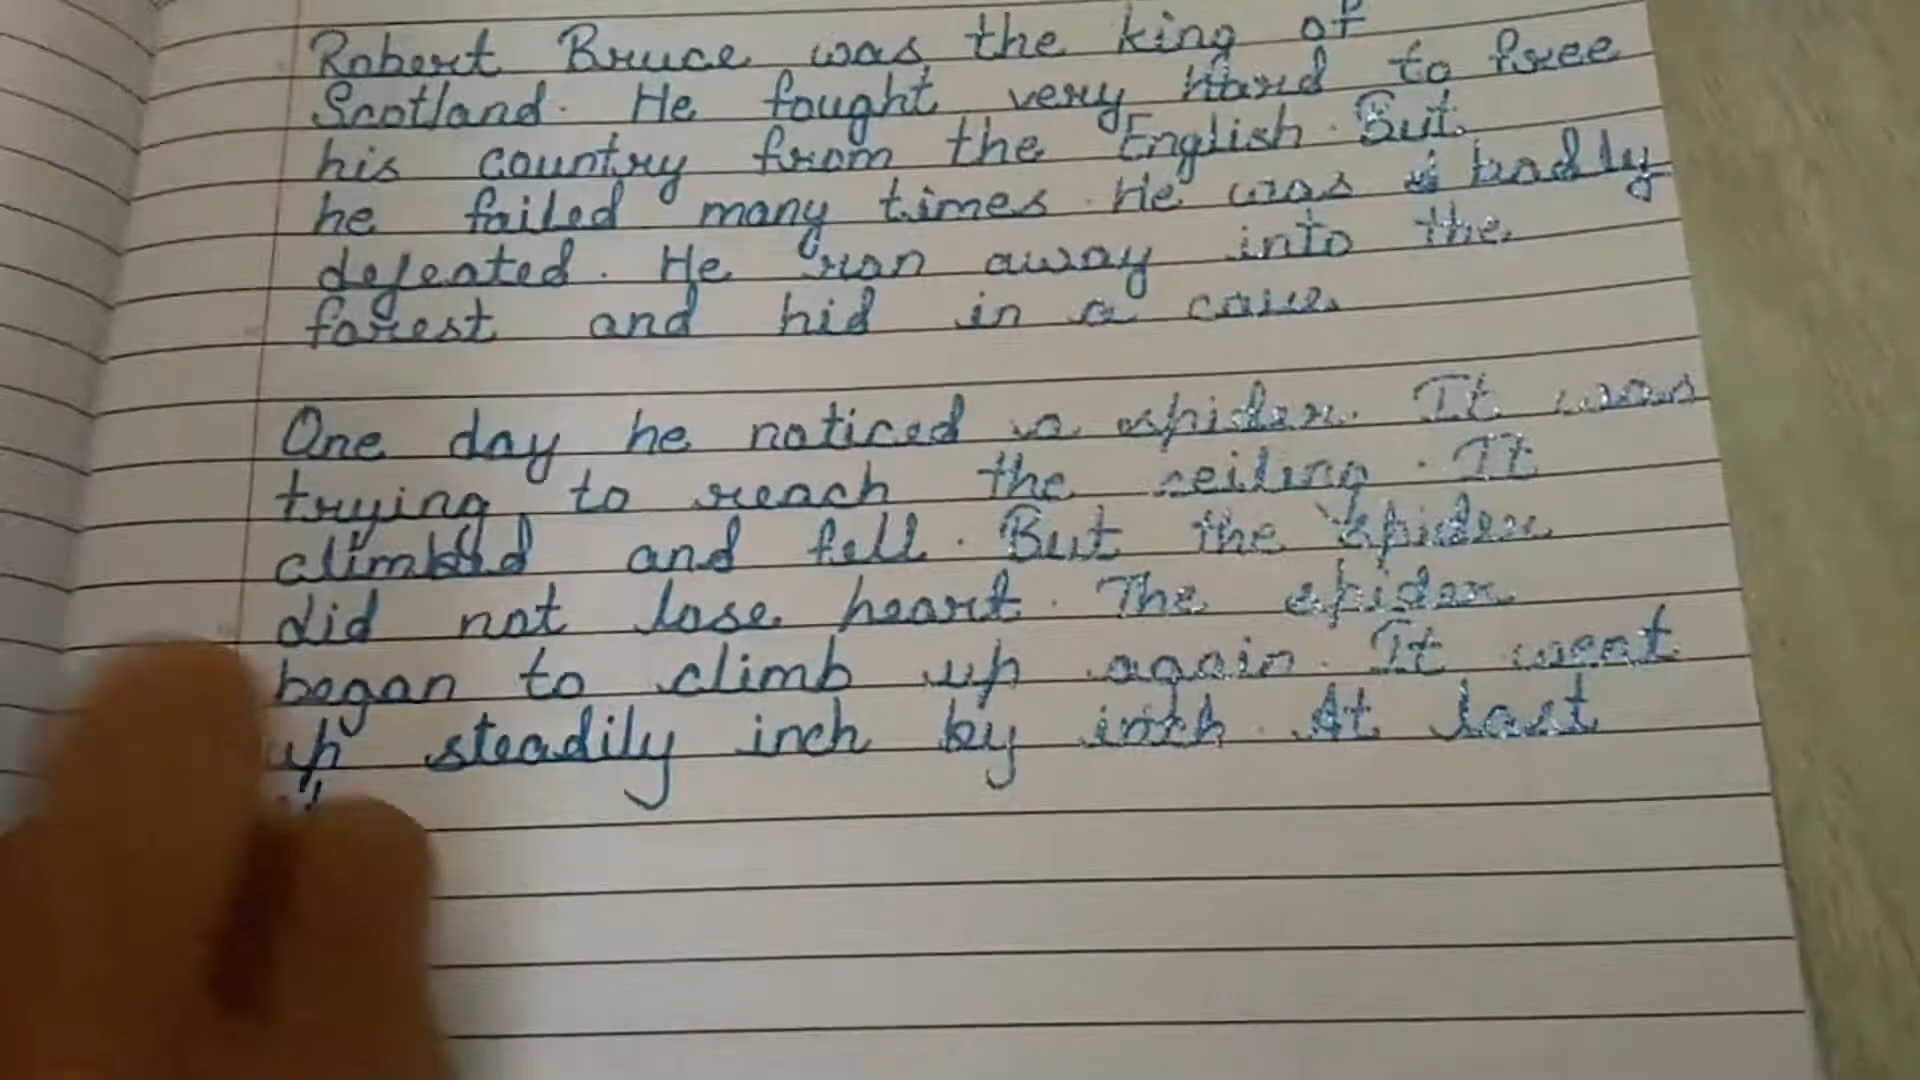 Robert Bruce was the king of
Scotland. He fought very Hard to free
his country from the English. But
he failed many times. He was badly
defeated. He ran away into the
forest and hid in a cave.
One day he noticed a spider. It was
trying to reach the ceiling. It
climbed and fell. But the spider
did not lose heart. The spider
began to climb up again. It went
up steadily inch by inch. At last